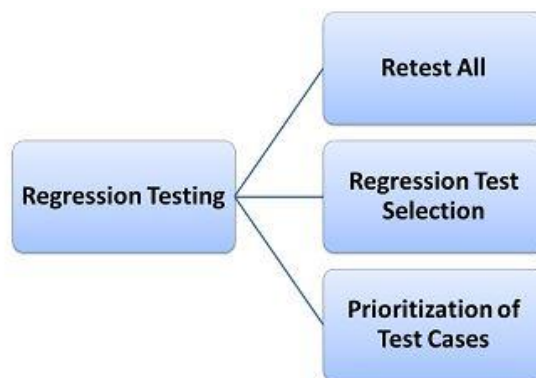 Retest All
Regression Testing
Regression Test
Selection
Prioritization of
Test Cases